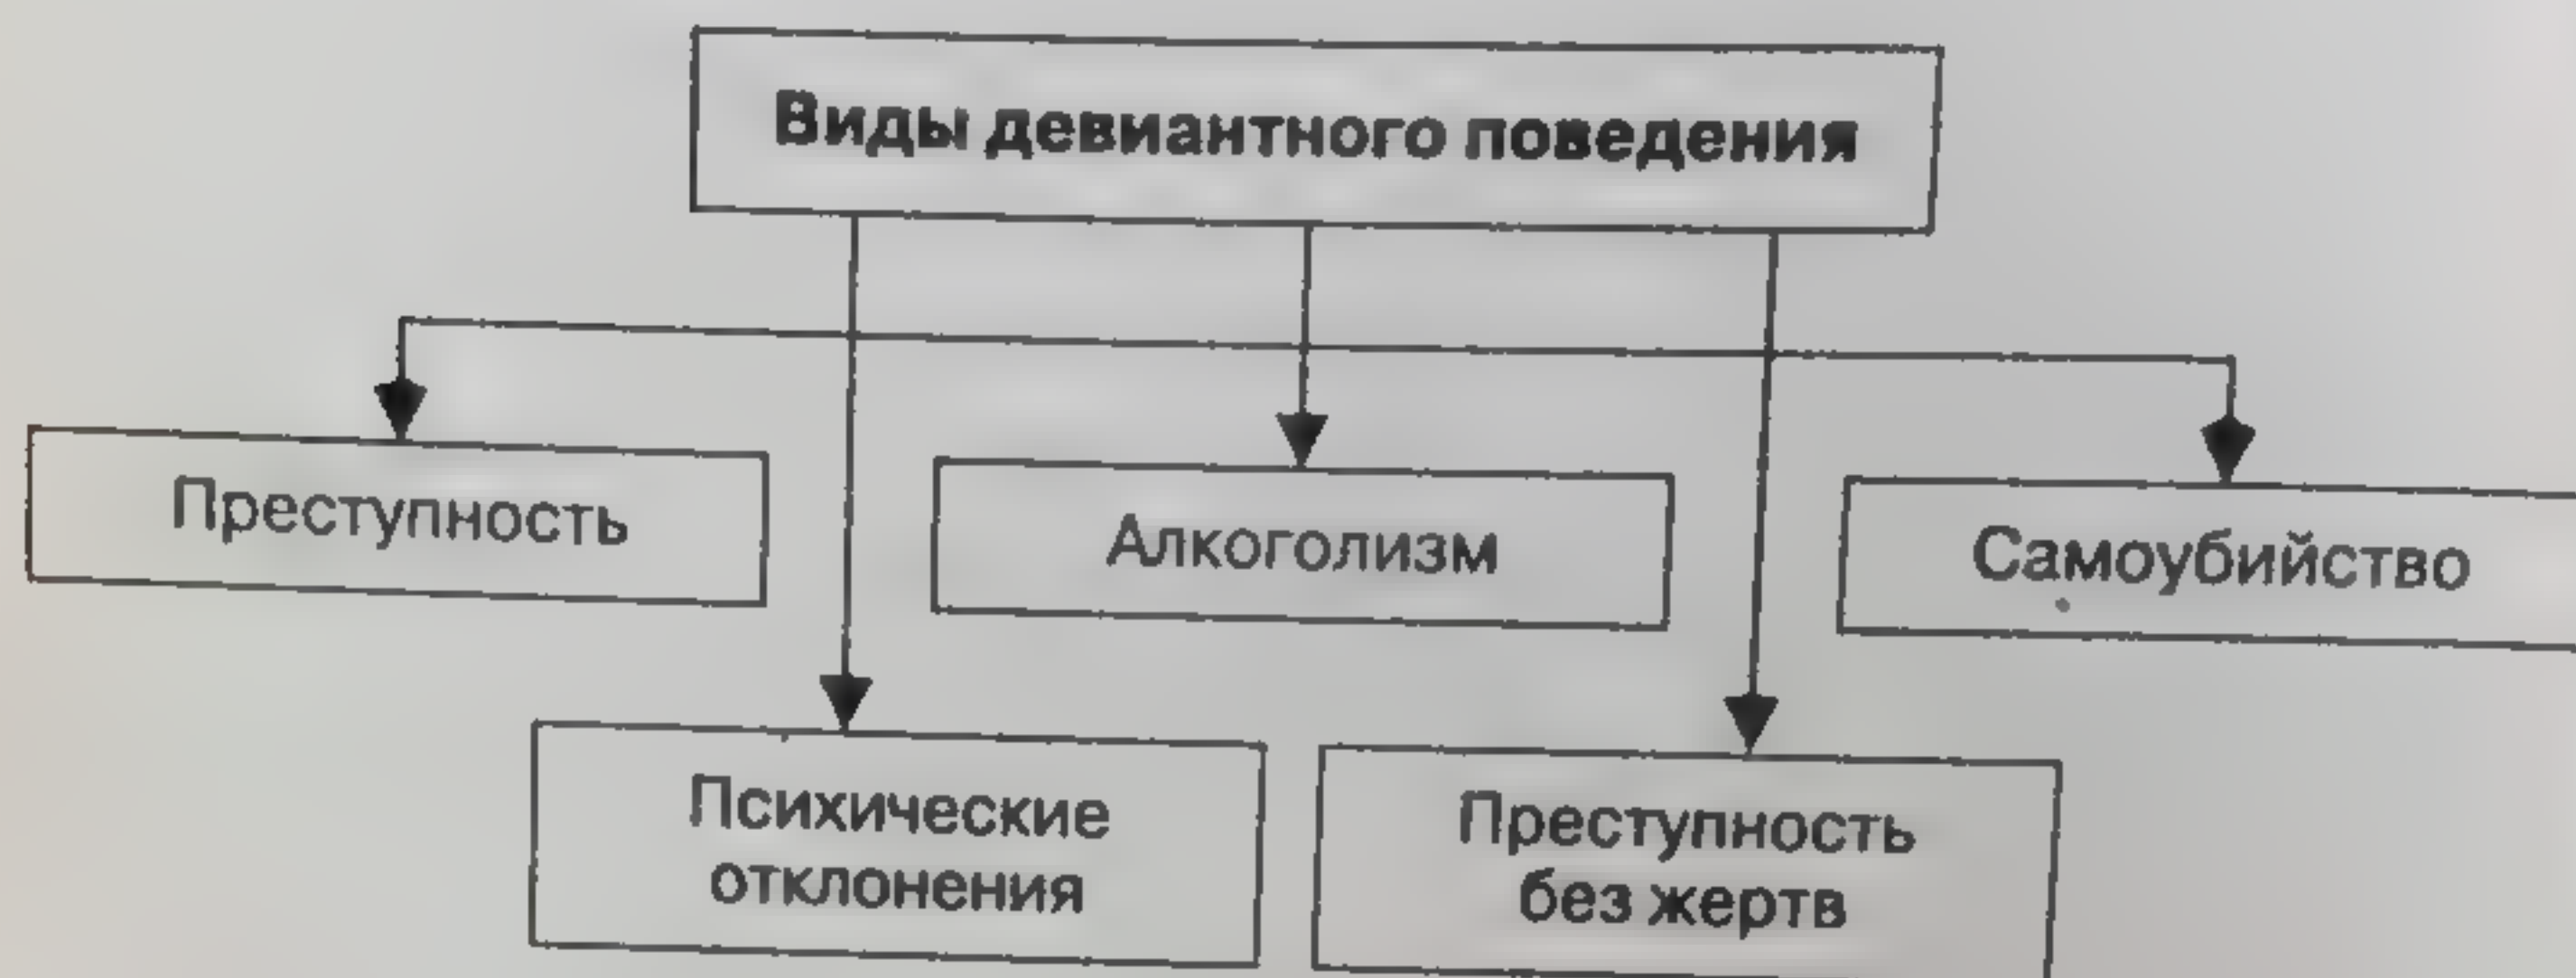 Виды девиантного поведения
Преступность
Алкоголизм
Самоубийство
Психические
отклонения
Преступность
без жертв